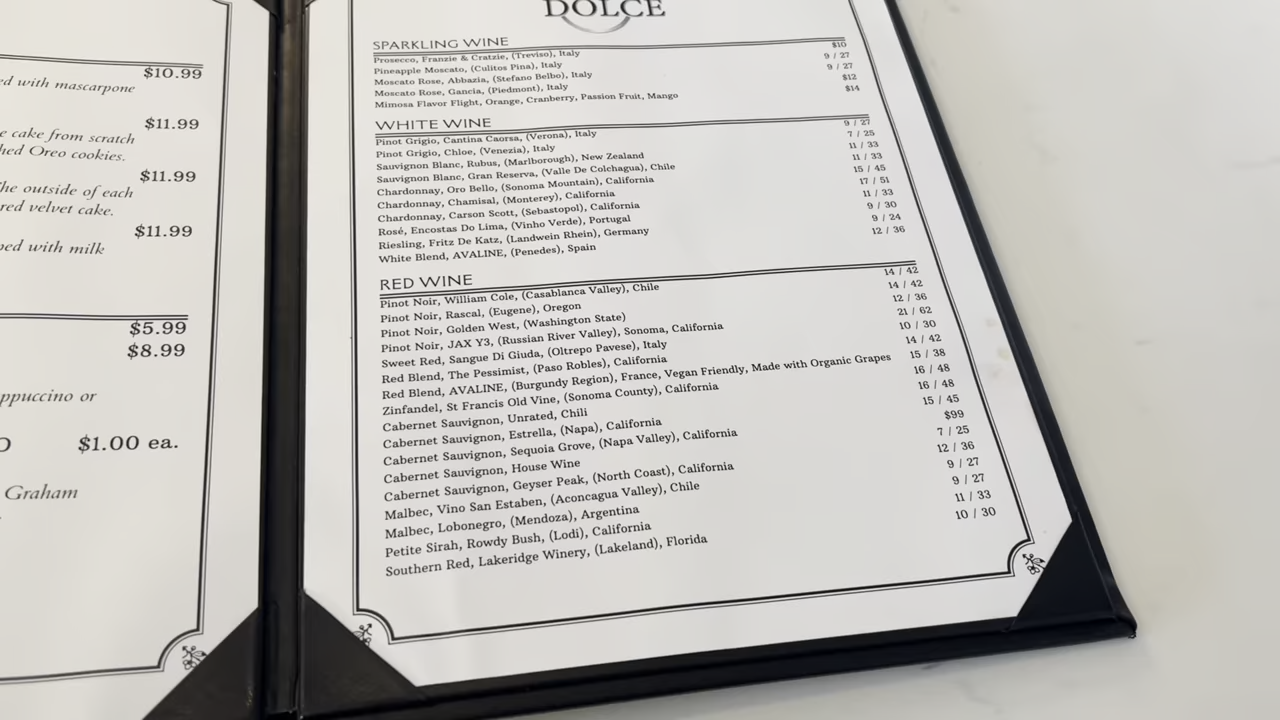 $10.99
ed with mascarpone
$11.99
e cake from scratch
hed Oreo cookies.
$11.99
he outside of each
red velvet cake.
$11.99
ped with milk
$5.99
$8.99
ppuccino or
$1.00 ea.
Graham
DOLCE
SPARKLING WINE
Prosecco, Franzie & Cratzie, (Treviso), Italy $10
Pineapple Moscato, (Culitos Pina), Italy 9 / 27
Moscato Rose, Abbazia, (Stefano Belbo), Italy 9 / 27
Moscato Rose, Gancia, (Piedmont), Italy $12
Mimosa Flavor Flight, Orange, Cranberry, Passion Fruit, Mango $14
WHITE WINE
Pinot Grigio, Cantina Caorsa, (Verona), Italy 9 / 27
Pinot Grigio, Chloe, (Venezia), Italy 7 / 25
Sauvignon Blanc, Rubus, (Marlborough), New Zealand 11 / 33
Sauvignon Blanc, Gran Reserva, (Valle De Colchagua), Chile 11 / 33
Chardonnay, Oro Bello, (Sonoma Mountain), California 15 / 45
Chardonnay, Chamisal, (Monterey), California 17 / 51
Chardonnay, Carson Scott, (Sebastopol), California 11 / 33
Rosé, Encostas Do Lima, (Vinho Verde), Portugal 9 / 30
Riesling, Fritz De Katz, (Landwein Rhein), Germany 9 / 24
White Blend, AVALINE, (Penedes), Spain 12 / 36
RED WINE
Pinot Noir, William Cole, (Casablanca Valley), Chile 14 / 42
Pinot Noir, Rascal, (Eugene), Oregon 14 / 42
Pinot Noir, Golden West, (Washington State) 12 / 36
Pinot Noir, JAX Y3, (Russian River Valley), Sonoma, California 21 / 62
Sweet Red, Sangue Di Giuda, (Oltrepo Pavese), Italy 10 / 30
Red Blend, The Pessimist, (Paso Robles), California 14 / 42
Red Blend, AVALINE, (Burgundy Region), France, Vegan Friendly, Made with Organic Grapes 15 / 38
Zinfandel, St Francis Old Vine, (Sonoma County), California 16 / 48
Cabernet Sauvignon, Unrated, Chili 16 / 48
Cabernet Sauvignon, Estrella, (Napa), California 15 / 45
Cabernet Sauvignon, Sequoia Grove, (Napa Valley), California $99
Cabernet Sauvignon, House Wine 7 / 25
Cabernet Sauvignon, Geyser Peak, (North Coast), California 12 / 36
Malbec, Vino San Estaben, (Aconcagua Valley), Chile 9 / 27
Malbec, Lobonegro, (Mendoza), Argentina 9 / 27
Petite Sirah, Rowdy Bush, (Lodi), California 11 / 33
Southern Red, Lakeridge Winery, (Lakeland), Florida 10 / 30